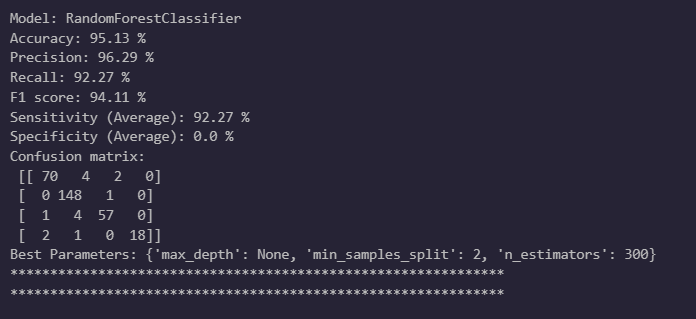 Model: RandomForestClassifier
Accuracy: 95.13 %
Precision: 96.29 %
Recall: 92.27 %
F1 score: 94.11 %
Sensitivity (Average): 92.27 %
Specificity (Average): 0.0 %
Confusion matrix:
 [[ 70   4   2   0]
 [  0 148   1   0]
 [  1   4  57   0]
 [  2   1   0  18]]
Best Parameters: {'max_depth': None, 'min_samples_split': 2, 'n_estimators': 300}
**************************************************************
**************************************************************